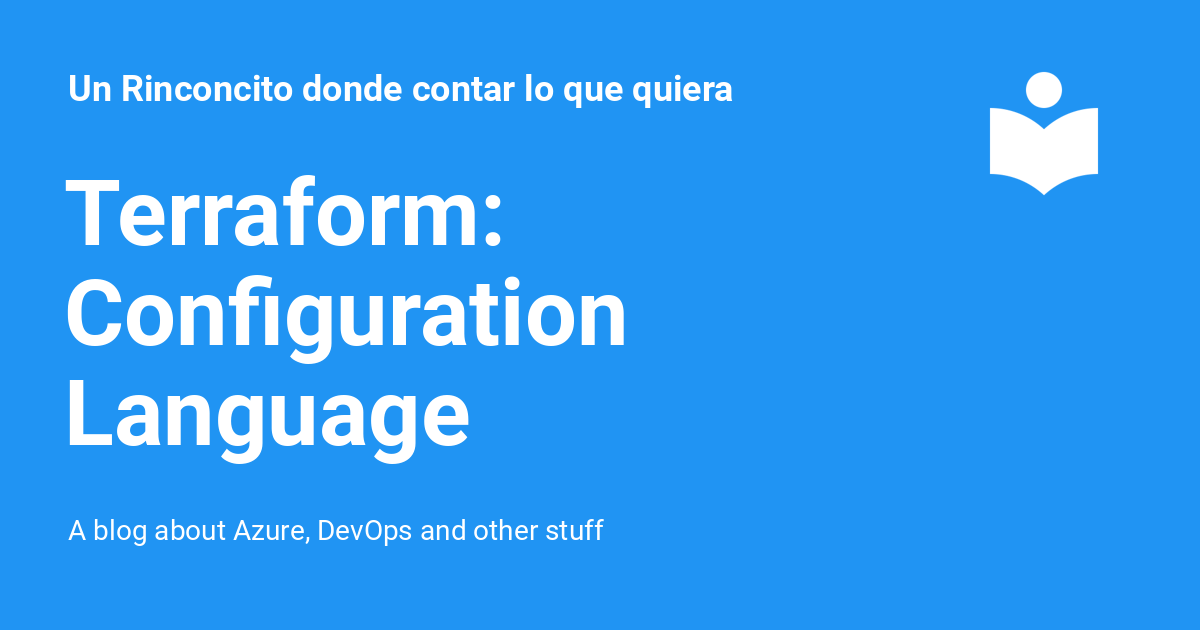 Un Rinconcito donde contar lo que quiera
Terraform:
Configuration
Language
A blog about Azure, DevOps and other stuff